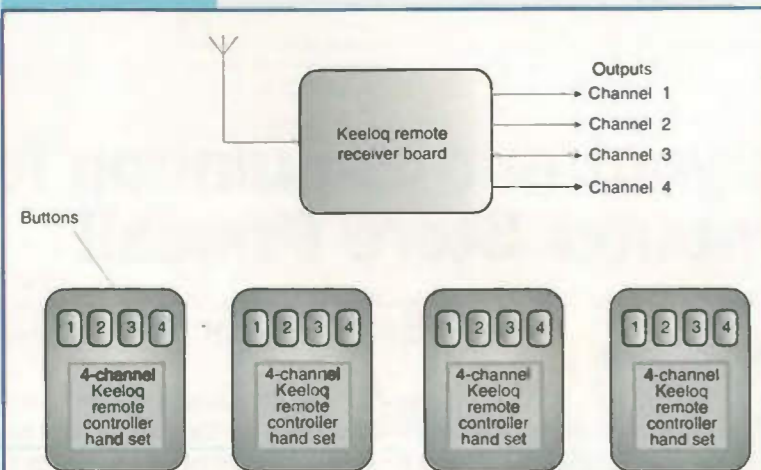 Outputs
Channel 1
Channel 2
Channel 3
Channel 4
Keeloq remote
receiver board
Buttons
1 2 3 4
4-channel
Keeloq
remote
controller
hand set
1 2 3 4
4-channel
Keeloq
remote
controller
hand set
1 2 3 4
4-channel
Keeloq
remote
controller
hand set
1 2 3 4
4-channel
Keeloq
remote
controller
hand set